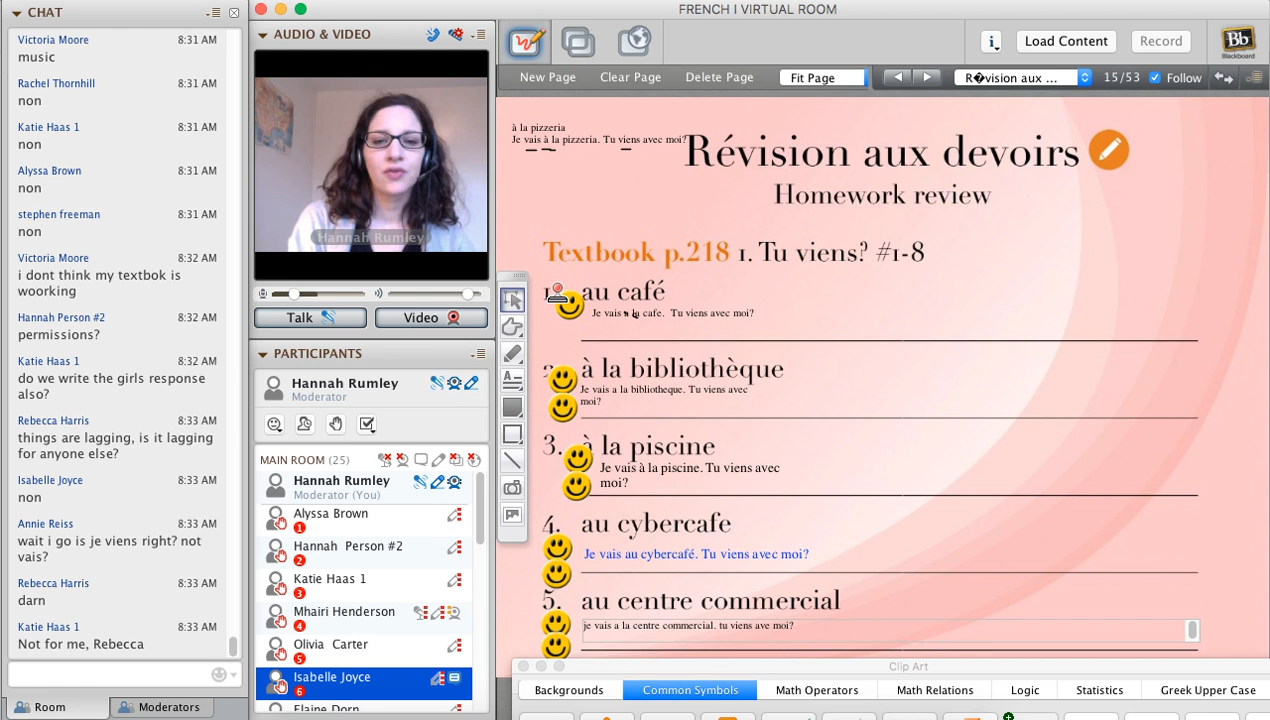 FRENCH I VIRTUAL ROOM
CHAT
Victoria Moore 8:31 AM
music
Rachel Thornhill 8:31 AM
non
Katie Haas 1 8:31 AM
non
Alyssa Brown 8:31 AM
non
stephen freeman 8:31 AM
non
Victoria Moore 8:32 AM
i dont think my textbok is
woorking
Hannah Person #2 8:32 AM
permissions?
Katie Haas 1 8:32 AM
do we write the girls response
also?
Rebecca Harris 8:33 AM
things are lagging, is it lagging
for anyone else?
Isabelle Joyce 8:33 AM
non
Annie Reiss 8:33 AM
wait i go is je viens right? not
vais?
Rebecca Harris 8:33 AM
darn
Katie Haas 1 8:33 AM
Not for me, Rebecca
Room
Moderators
AUDIO & VIDEO
Hannah Rumley
Talk
Video
PARTICIPANTS
Hannah Rumley
Moderator
MAIN ROOM (25)
Hannah Rumley
Moderator (You)
Alyssa Brown
1
Hannah Person #2
2
Katie Haas 1
3
Mhairi Henderson
4
Olivia Carter
5
Isabelle Joyce
6
Elaine Dorn
i
Load Content
Record
Bb
Blackboard
New Page
Clear Page
Delete Page
Fit Page
R�vision aux ...
15/53
Follow
à la pizzeria
Je vais à la pizzeria. Tu viens avec moi?
Révision aux devoirs
Homework review
Textbook p.218 1. Tu viens? #1-8
au café
Je vais la cafe. Tu viens avec moi?
à la bibliothèque
Je vais a la bibliotheque. Tu viens avec
moi?
3. à la piscine
Je vais à la piscine. Tu viens avec
moi?
4. au cybercafe
Je vais au cybercafé. Tu viens avec moi?
5. au centre commercial
je vais a la centre commercial. tu viens ave moi?
Clip Art
Backgrounds
Common Symbols
Math Operators
Math Relations
Logic
Statistics
Greek Upper Case